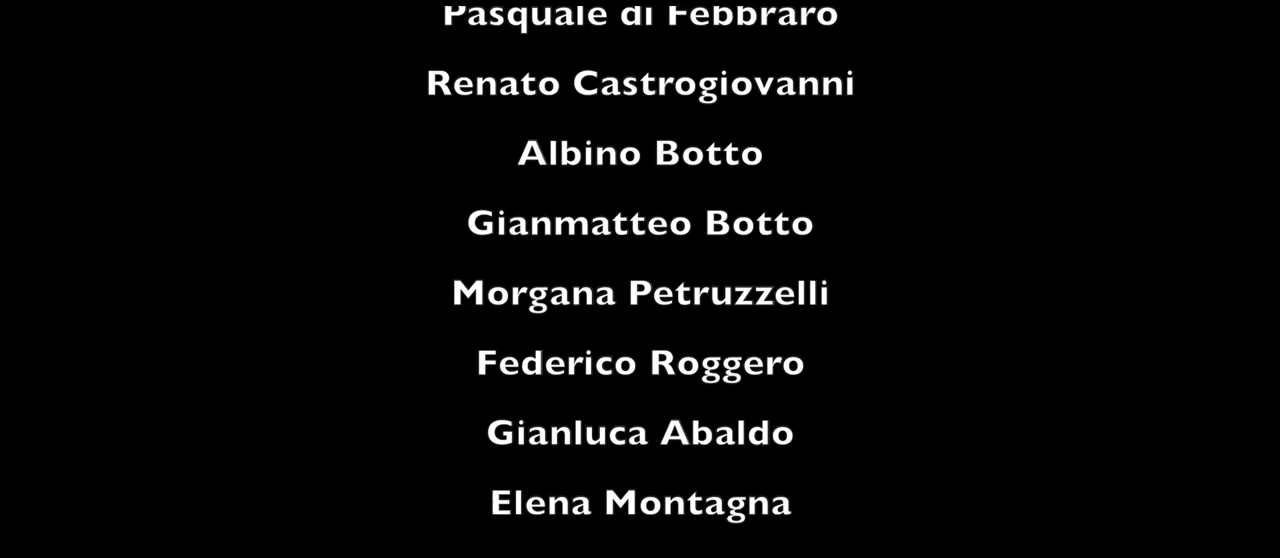 Pasquale di Febbraro
Renato Castrogiovanni
Albino Botto
Gianmatteo Botto
Morgana Petruzzelli
Federico Roggero
Gianluca Abaldo
Elena Montagna